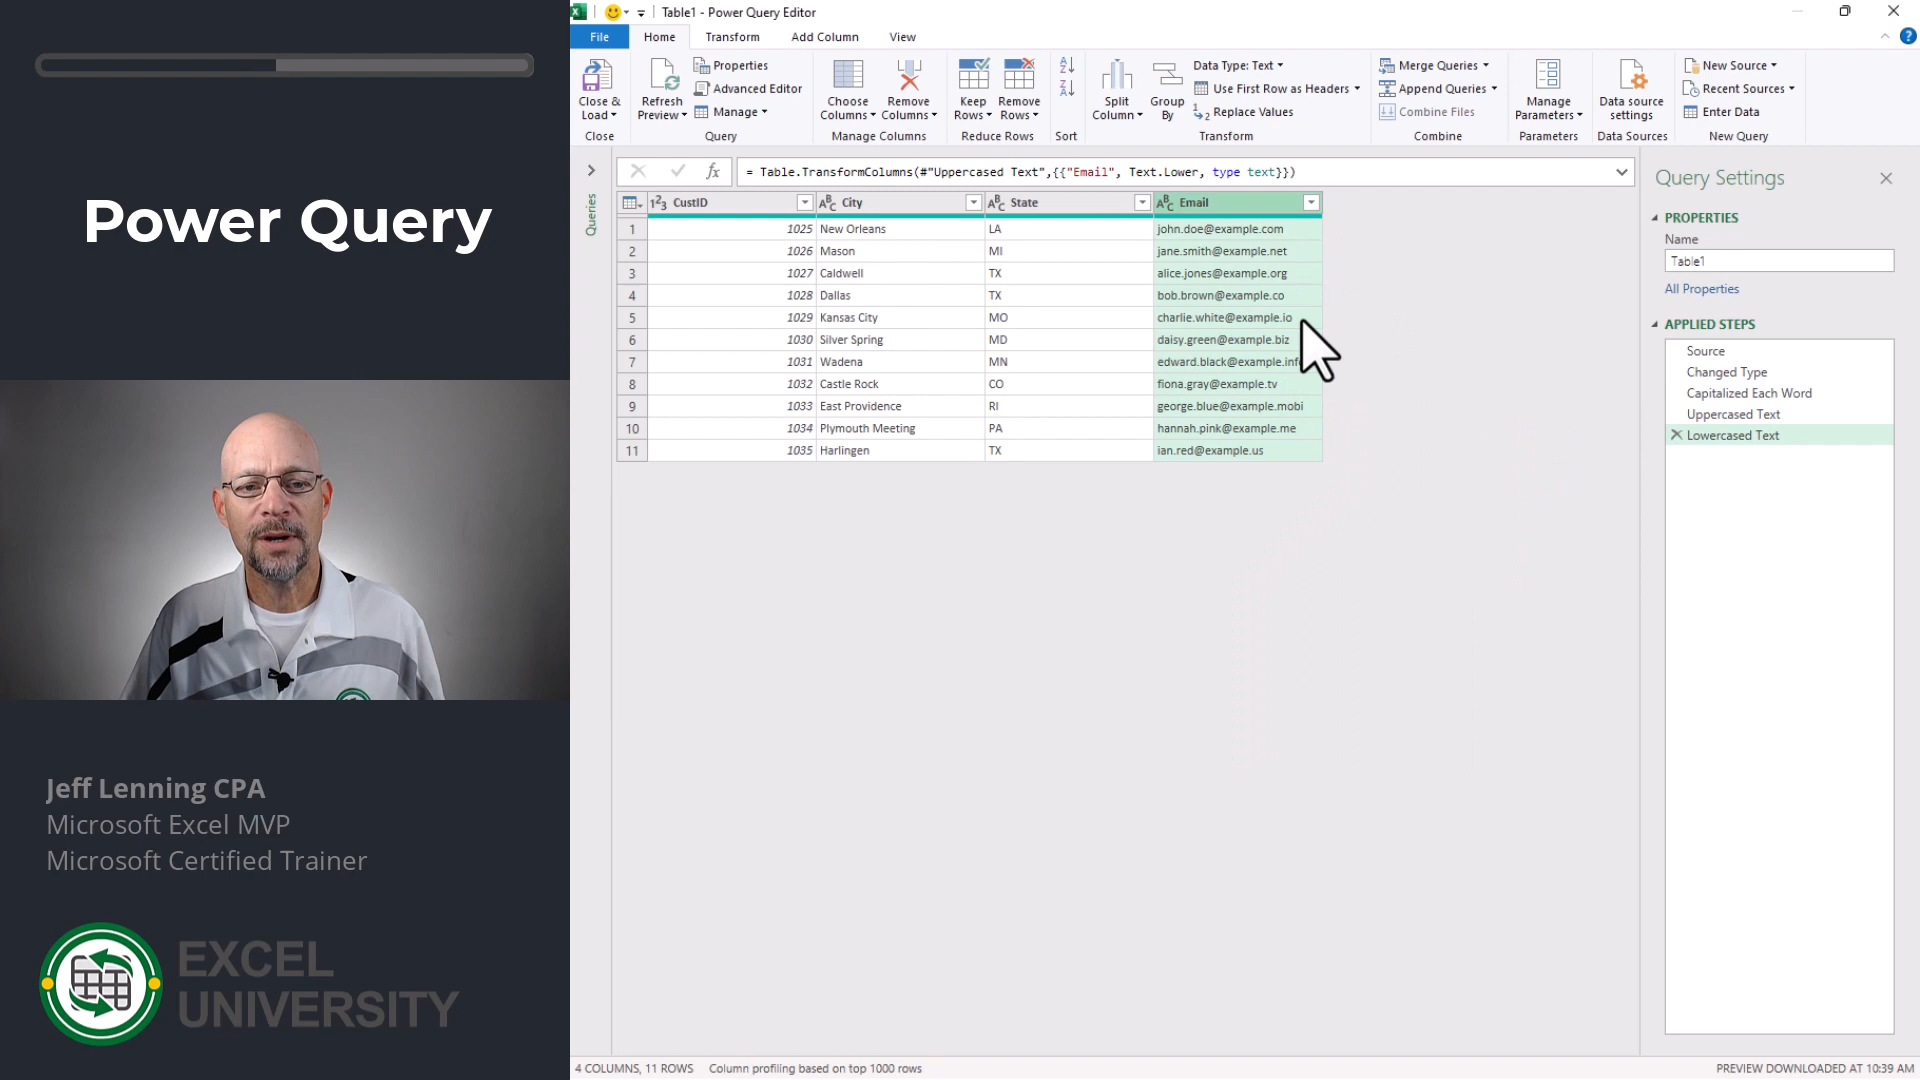 Power Query
Jeff Lenning CPA
Microsoft Excel MVP
Microsoft Certified Trainer
EXCEL
UNIVERSITY
Table1 - Power Query Editor
File Home Transform Add Column View
Close & Load
Close
Refresh Preview
Properties
Advanced Editor
Manage
Query
Choose Columns
Remove Columns
Manage Columns
Keep Rows
Remove Rows
Reduce Rows
Sort
Split Column
Group By
Data Type: Text
Use First Row as Headers
Replace Values
Transform
Merge Queries
Append Queries
Combine Files
Combine
Manage Parameters
Parameters
Data source settings
Data Sources
New Source
Recent Sources
Enter Data
New Query
Queries
fx = Table.TransformColumns(#"Uppercased Text",{{"Email", Text.Lower, type text}})
CustID City State Email
1 1025 New Orleans LA john.doe@example.com
2 1026 Mason MI jane.smith@example.net
3 1027 Caldwell TX alice.jones@example.org
4 1028 Dallas TX bob.brown@example.co
5 1029 Kansas City MO charlie.white@example.io
6 1030 Silver Spring MD daisy.green@example.biz
7 1031 Wadena MN edward.black@example.inf
8 1032 Castle Rock CO fiona.gray@example.tv
9 1033 East Providence RI george.blue@example.mobi
10 1034 Plymouth Meeting PA hannah.pink@example.me
11 1035 Harlingen TX ian.red@example.us
Query Settings
PROPERTIES
Name
Table1
All Properties
APPLIED STEPS
Source
Changed Type
Capitalized Each Word
Uppercased Text
Lowercased Text
4 COLUMNS, 11 ROWS Column profiling based on top 1000 rows
PREVIEW DOWNLOADED AT 10:39 AM